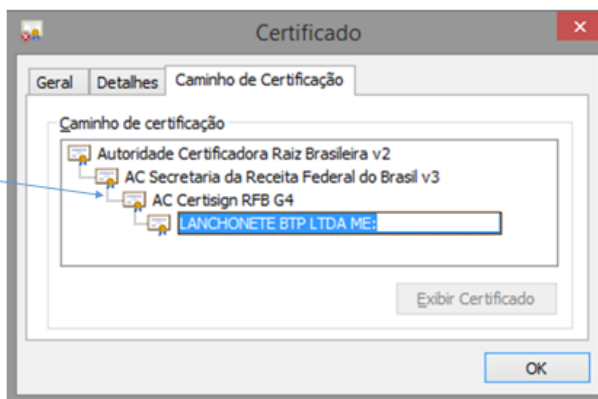 Certificado
Geral Detalhes Caminho de Certificação
Caminho de certificação
Autoridade Certificadora Raiz Brasileira v2
AC Secretaria da Receita Federal do Brasil v3
AC Certisign RFB G4
LANCHONETE BTP LTDA ME:
Exibir Certificado
OK